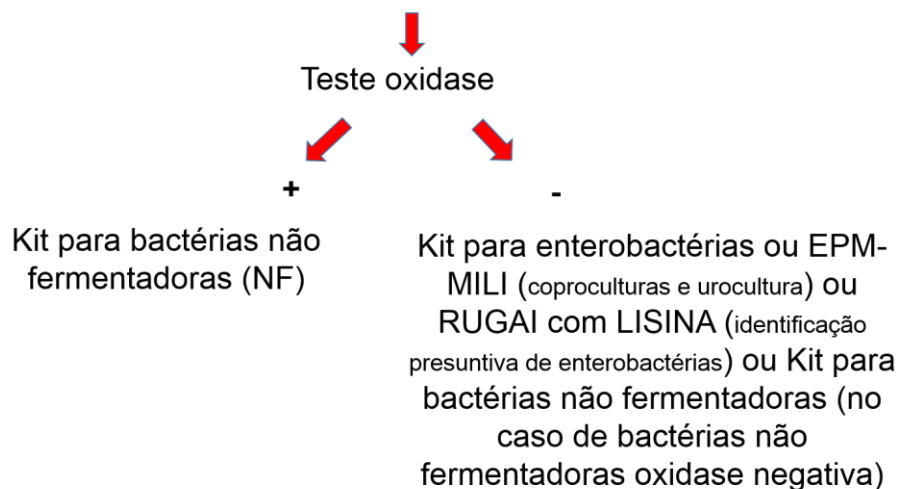 Teste oxidase
+
-
Kit para bactérias não
fermentadoras (NF)
Kit para enterobactérias ou EPM-
MILI (coproculturas e urocultura) ou
RUGAI com LISINA (identificação
presuntiva de enterobactérias) ou Kit para
bactérias não fermentadoras (no
caso de bactérias não
fermentadoras oxidase negativa)